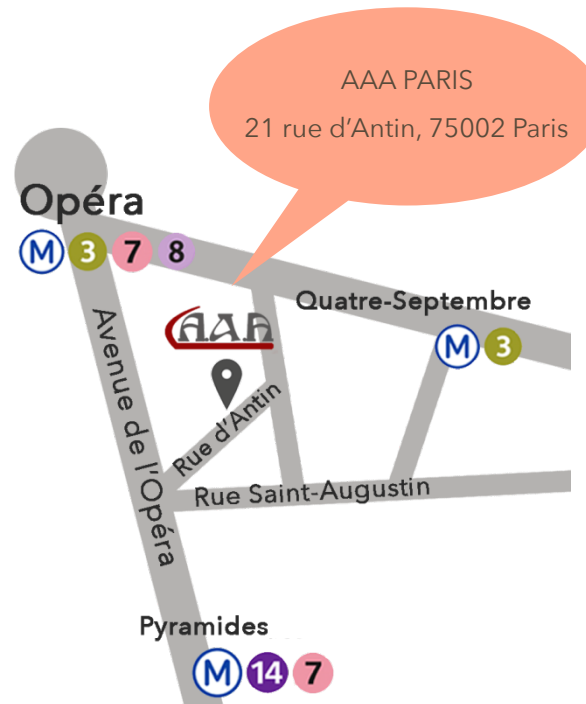 AAA PARIS
21 rue d'Antin, 75002 Paris
Opéra
M 3 7 8
Quatre-Septembre
M 3
AAA
Avenue de l'Opéra
Rue d'Antin
Rue Saint-Augustin
Pyramides
M 14 7